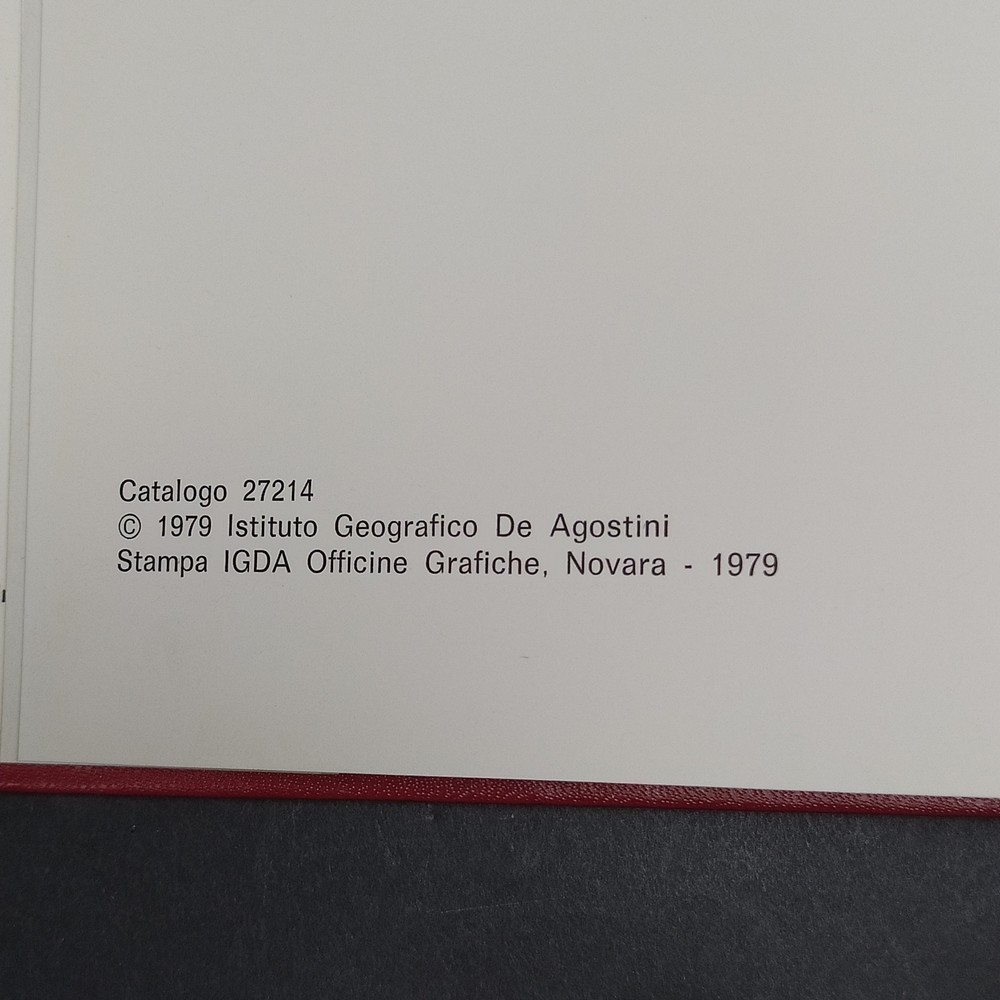 Catalogo 27214
© 1979 Istituto Geografico De Agostini
Stampa IGDA Officine Grafiche, Novara - 1979